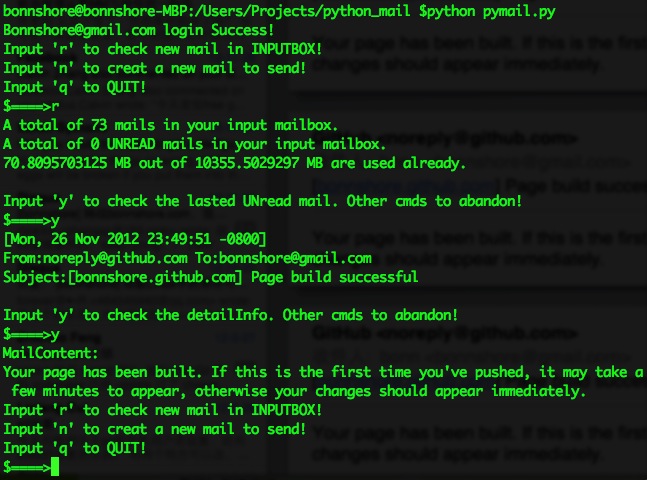 bonnshore@bonnshore-MBP:/Users/Projects/python_mail $python pymail.py
Bonnshore@gmail.com login Success!
Input 'r' to check new mail in INPUTBOX!
Input 'n' to creat a new mail to send!
Input 'q' to QUIT!
$====>r
A total of 73 mails in your input mailbox.
A total of 0 UNREAD mails in your input mailbox.
70.8095703125 MB out of 10355.5029297 MB are used already.
Input 'y' to check the lasted UNread mail. Other cmds to abandon!
$====>y
[Mon, 26 Nov 2012 23:49:51 -0800]
From:noreply@github.com To:bonnshore@gmail.com
Subject:[bonnshore.github.com] Page build successful
Input 'y' to check the detailInfo. Other cmds to abandon!
$====>y
MailContent:
Your page has been built. If this is the first time you've pushed, it may take a
few minutes to appear, otherwise your changes should appear immediately.
Input 'r' to check new mail in INPUTBOX!
Input 'n' to creat a new mail to send!
Input 'q' to QUIT!
$====>